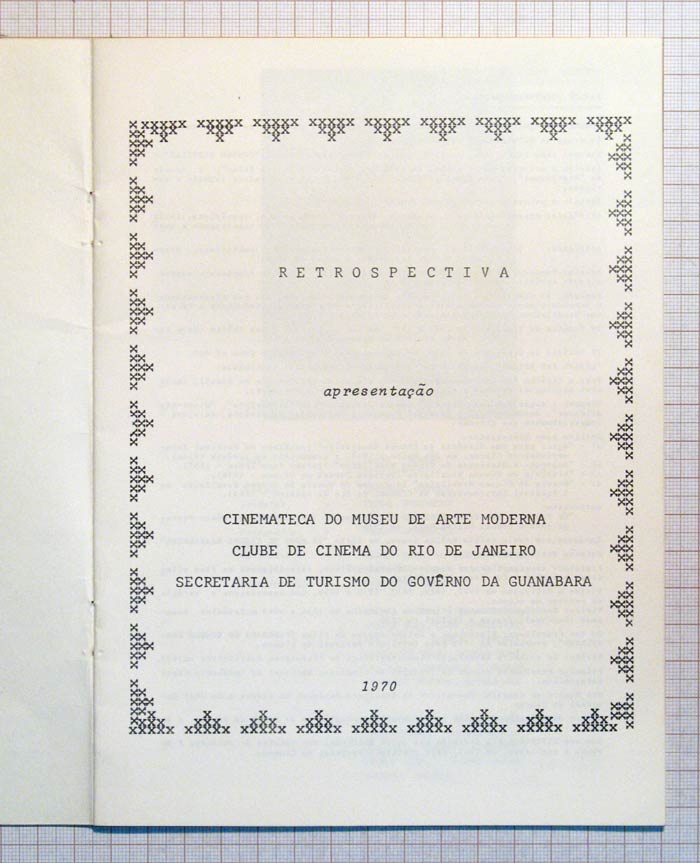 RETROSPECTIVA
apresentação
CINEMATECA DO MUSEU DE ARTE MODERNA
CLUBE DE CINEMA DO RIO DE JANEIRO
SECRETARIA DE TURISMO DO GOVÊRNO DA GUANABARA
1970